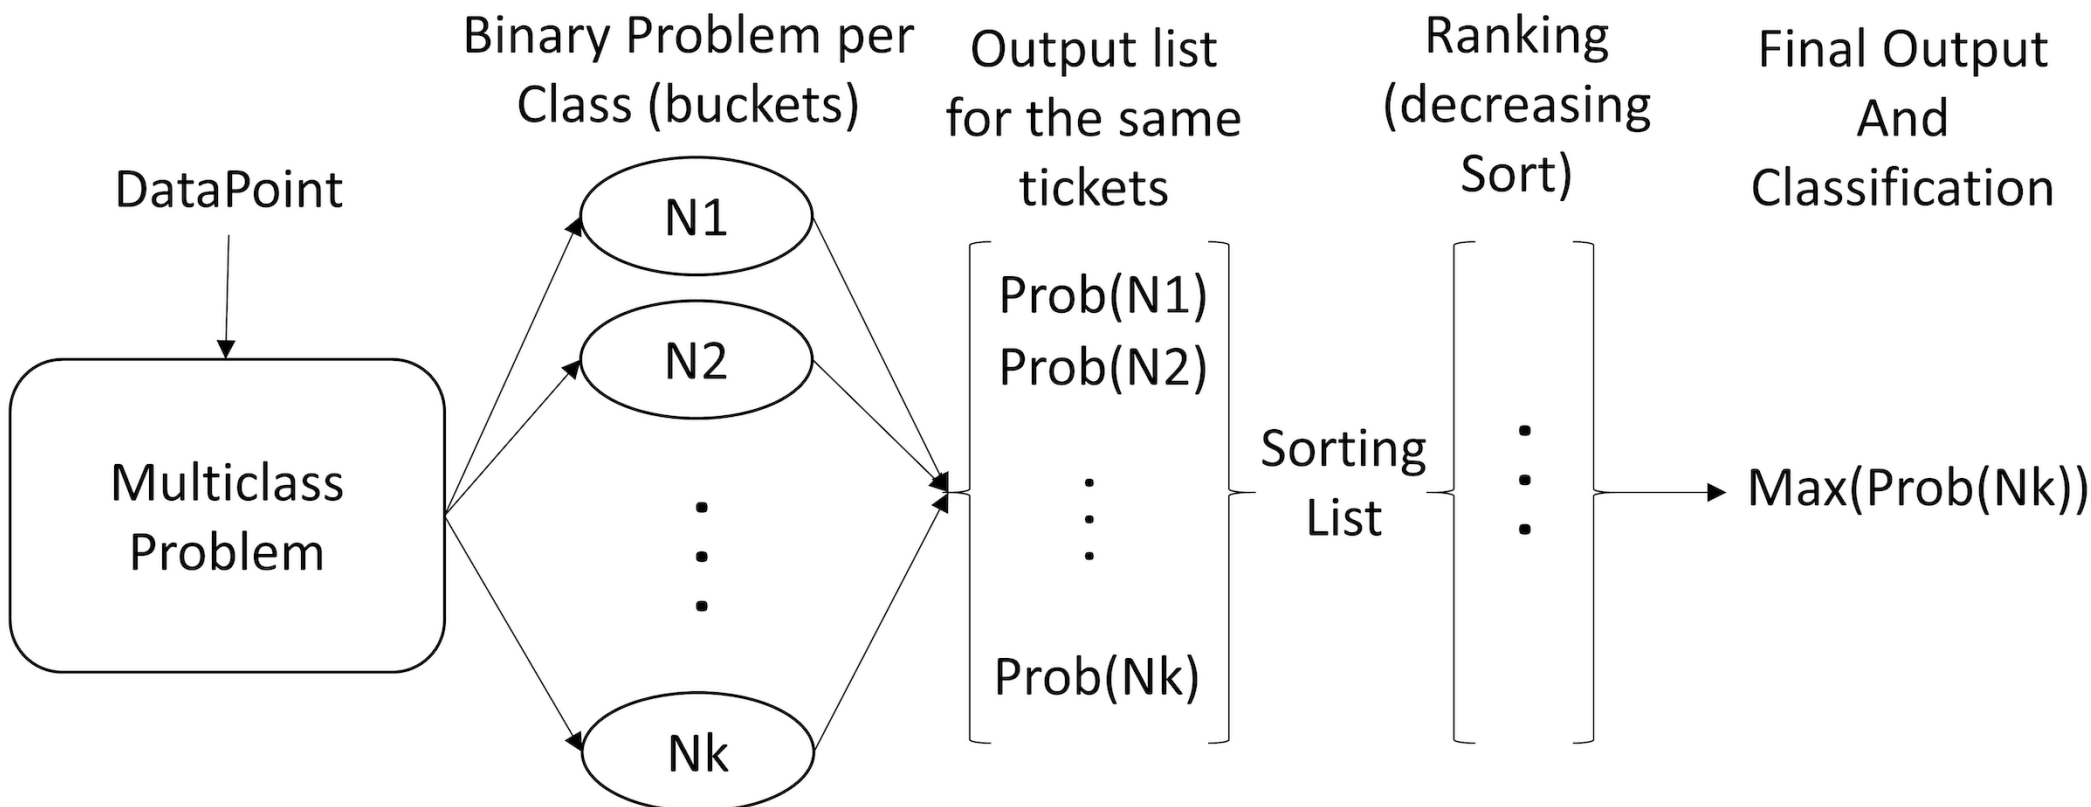 Binary Problem per
Class (buckets)
Output list
for the same
tickets
Ranking
(decreasing
Sort)
Final Output
And
Classification
DataPoint
Multiclass
Problem
N1
N2
Nk
Prob(N1)
Prob(N2)
Prob(Nk)
Sorting
List
Max(Prob(Nk))